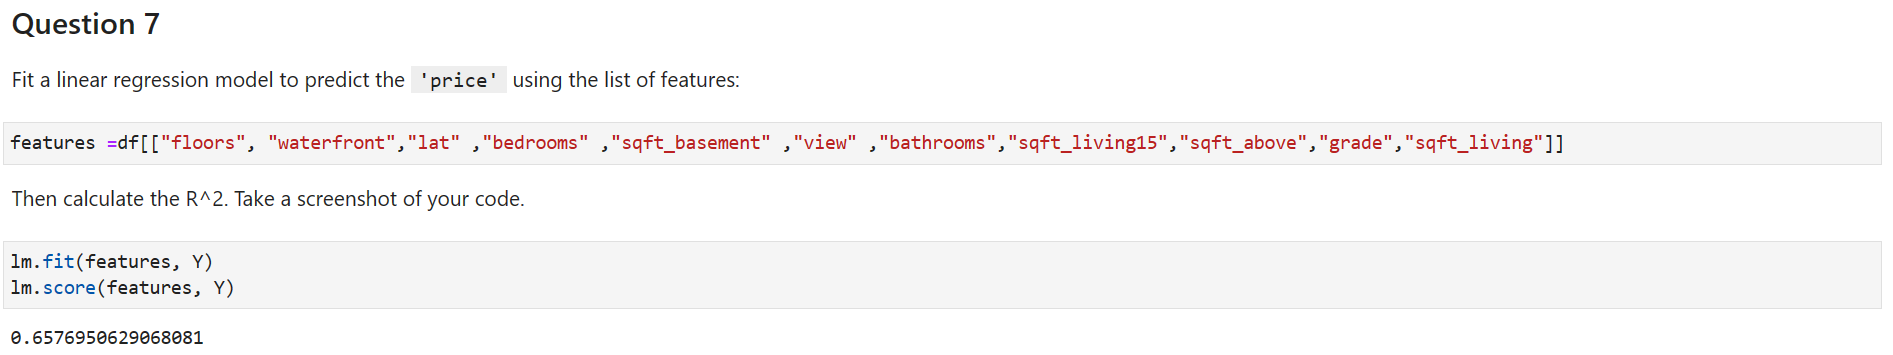 Question 7
Fit a linear regression model to predict the 'price' using the list of features:
features =df[["floors", "waterfront","lat" ,"bedrooms" ,"sqft_basement" ,"view" ,"bathrooms","sqft_living15","sqft_above","grade","sqft_living"]]
Then calculate the R^2. Take a screenshot of your code.
lm.fit(features, Y)
lm.score(features, Y)
0.6576950629068081